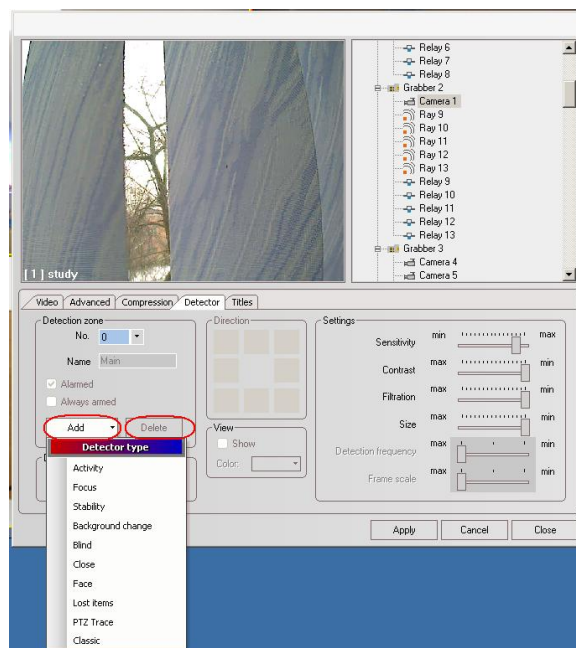 Relay 6
Relay 7
Relay 8
Grabber 2
Camera 1
Ray 9
Ray 10
Ray 11
Ray 12
Ray 13
Relay 9
Relay 10
Relay 11
Relay 12
Relay 13
Grabber 3
Camera 4
Camera 5
[ 1 ] study
Video Advanced Compression Detector Titles
Detection zone
No. 0
Name Main
Alarmed
Always armed
Add Delete
Detector type
Activity
Focus
Stability
Background change
Blind
Close
Face
Lost items
PTZ Trace
Classic
Direction
View
Show
Color:
Settings
Sensitivity min max
Contrast max min
Filtration max min
Size max min
Detection frequency max min
Frame scale max min
Apply Cancel Close